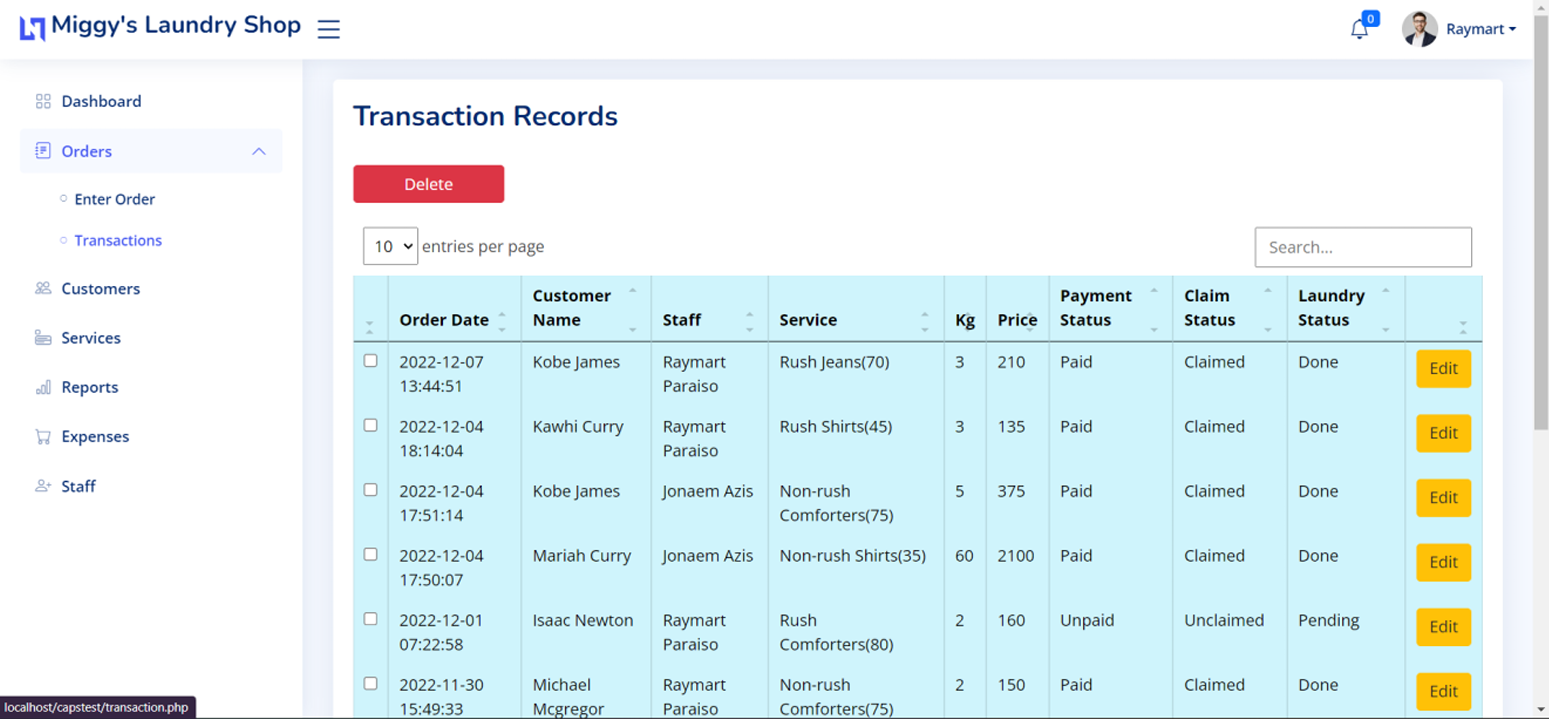 Miggy's Laundry Shop
0
Raymart
Dashboard
Orders
Enter Order
Transactions
Customers
Services
Reports
Expenses
Staff
Transaction Records
Delete
10 entries per page
Search...
Order Date Customer Name Staff Service Kg Price Payment Status Claim Status Laundry Status
2022-12-07 Kobe James Raymart Rush Jeans(70) 3 210 Paid Claimed Done Edit
13:44:51 Paraiso
2022-12-04 Kawhi Curry Raymart Rush Shirts(45) 3 135 Paid Claimed Done Edit
18:14:04 Paraiso
2022-12-04 Kobe James Jonaem Azis Non-rush 5 375 Paid Claimed Done Edit
17:51:14 Comforters(75)
2022-12-04 Mariah Curry Jonaem Azis Non-rush Shirts(35) 60 2100 Paid Claimed Done Edit
17:50:07
2022-12-01 Isaac Newton Raymart Rush 2 160 Unpaid Unclaimed Pending Edit
07:22:58 Paraiso Comforters(80)
2022-11-30 Michael Raymart Non-rush 2 150 Paid Claimed Done Edit
15:49:33 Mcgregor Paraiso Comforters(75)
localhost/capstest/transaction.php